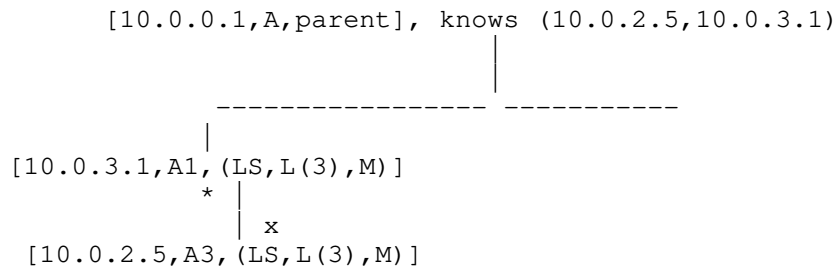 [10.0.0.1,A,parent], knows (10.0.2.5,10.0.3.1)
|
|
----------------- -----------
|
[10.0.3.1,A1,(LS,L(3),M)]
* |
| x
[10.0.2.5,A3,(LS,L(3),M)]